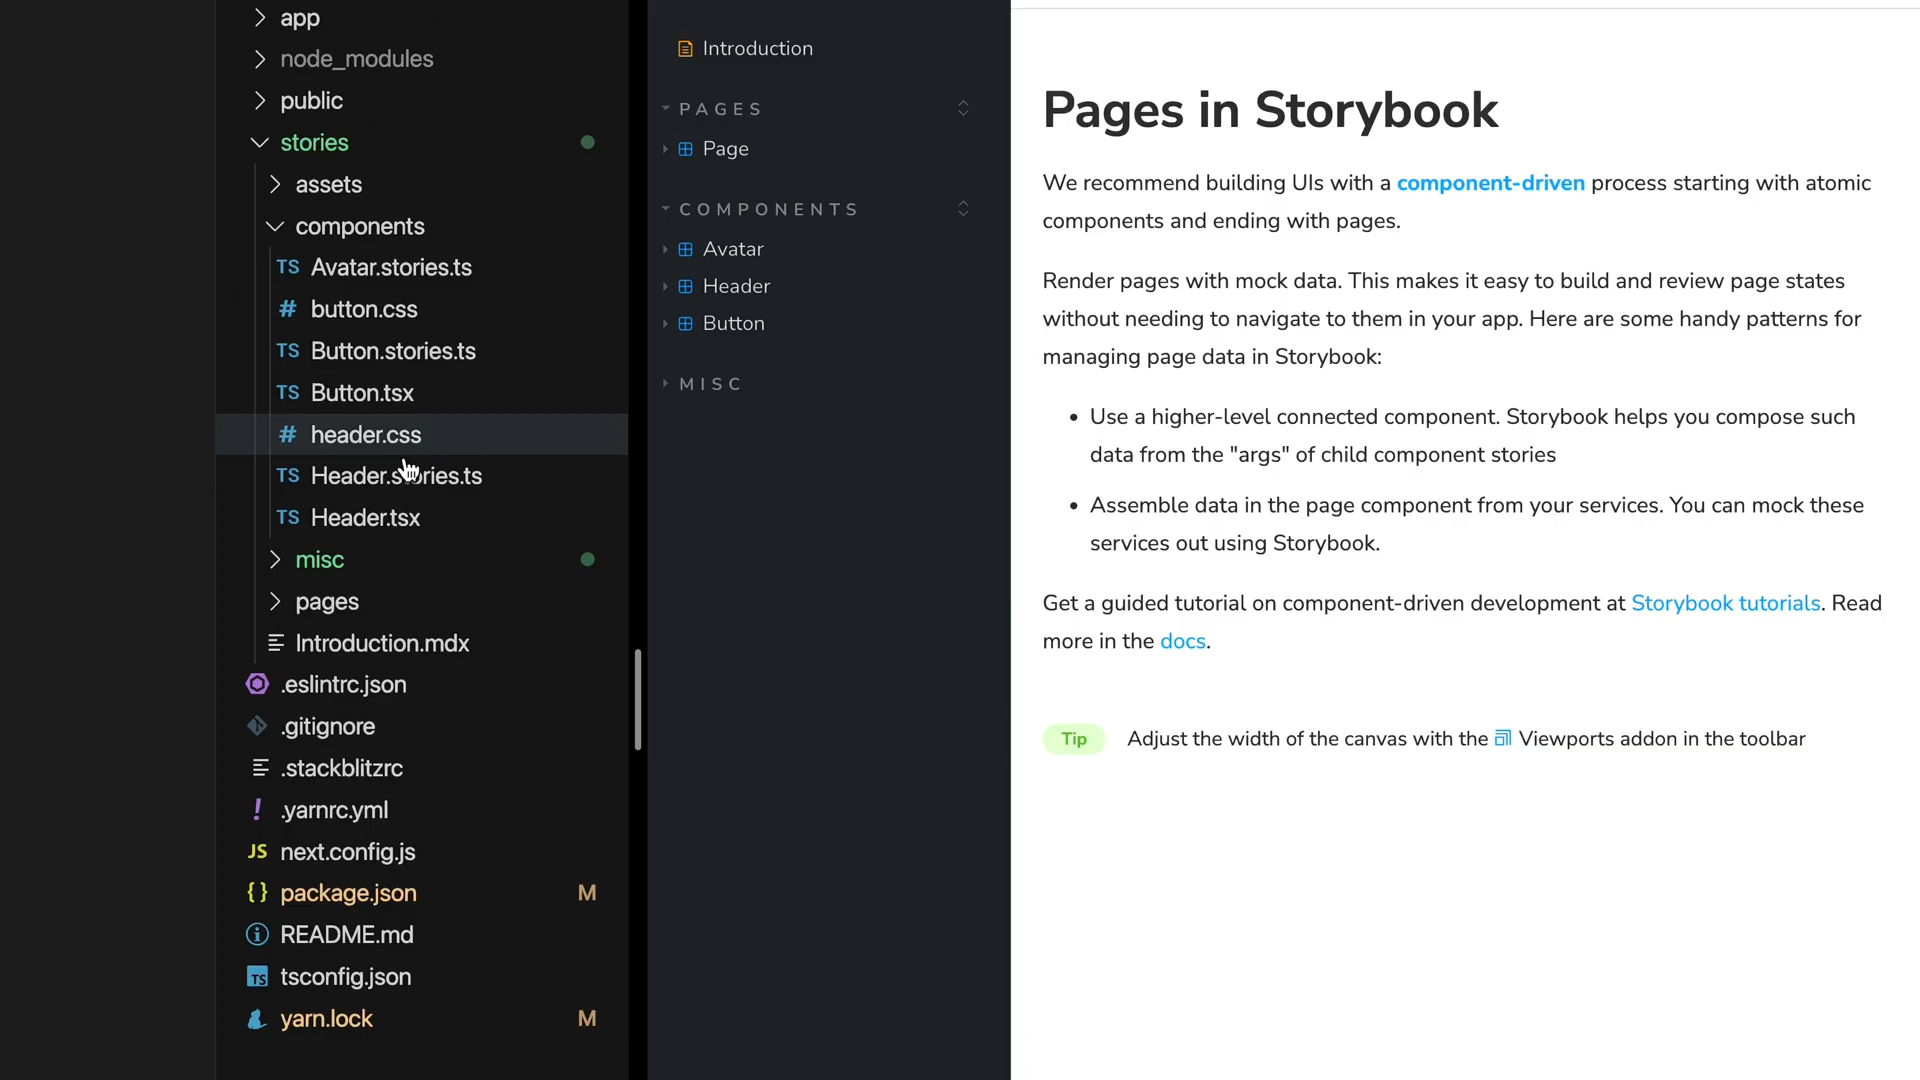 app
node_modules
public
stories
assets
components
TS Avatar.stories.ts
# button.css
TS Button.stories.ts
TS Button.tsx
# header.css
TS Header.stories.ts
TS Header.tsx
misc
pages
Introduction.mdx
.eslintrc.json
.gitignore
.stackblitzrc
! .yarnrc.yml
JS next.config.js
{} package.json M
README.md
TS tsconfig.json
yarn.lock M
Introduction
PAGES
Page
COMPONENTS
Avatar
Header
Button
MISC
Pages in Storybook
We recommend building UIs with a component-driven process starting with atomic
components and ending with pages.
Render pages with mock data. This makes it easy to build and review page states
without needing to navigate to them in your app. Here are some handy patterns for
managing page data in Storybook:
• Use a higher-level connected component. Storybook helps you compose such
data from the "args" of child component stories
• Assemble data in the page component from your services. You can mock these
services out using Storybook.
Get a guided tutorial on component-driven development at Storybook tutorials. Read
more in the docs.
Tip Adjust the width of the canvas with the Viewports addon in the toolbar